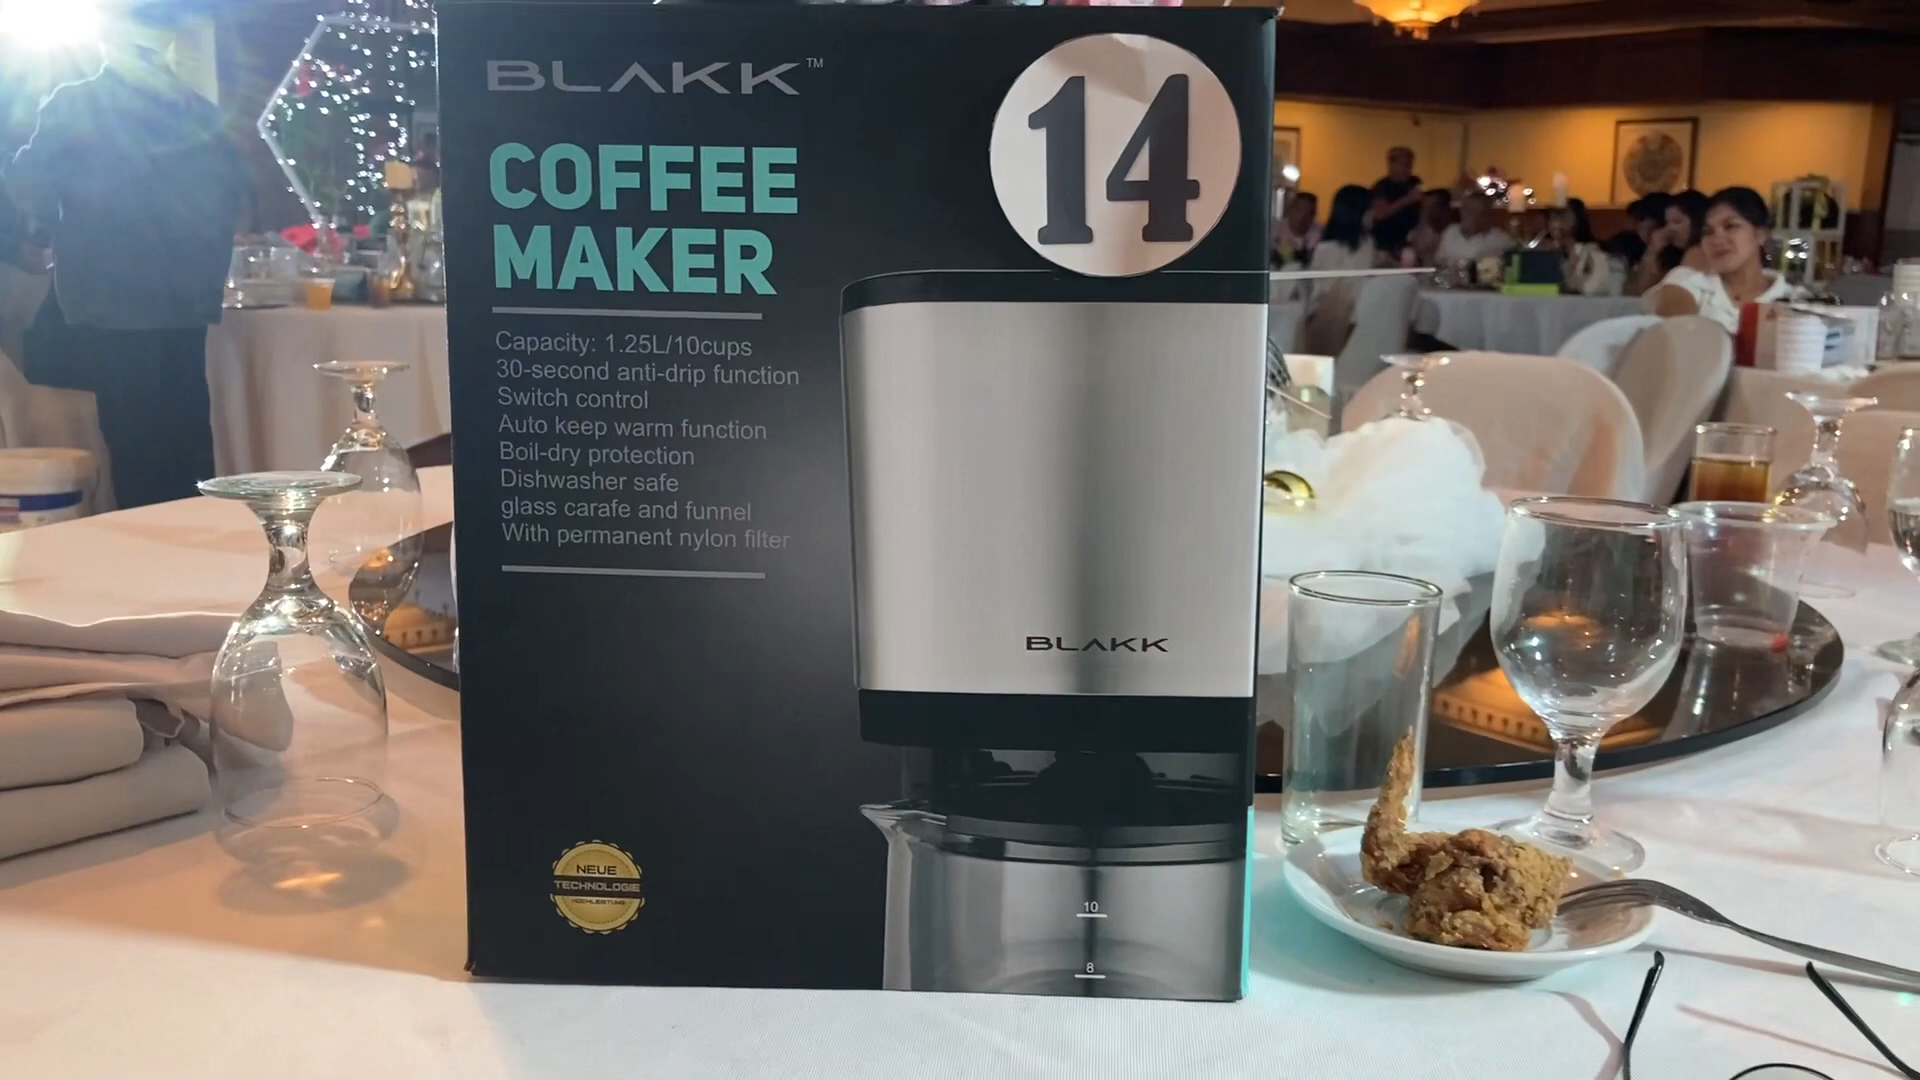 BLAKK™
14
COFFEE
MAKER
Capacity: 1.25L/10cups
30-second anti-drip function
Switch control
Auto keep warm function
Boil-dry protection
Dishwasher safe
glass carafe and funnel
With permanent nylon filter
BLAKK
NEUE
TECHNOLOGIE
HOCHLEISTUNG
10
8